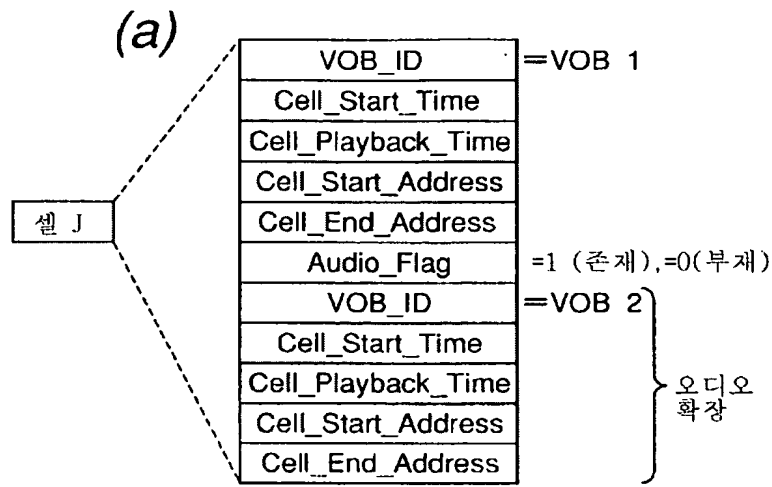 (a)
VOB_ID =VOB 1
Cell_Start_Time
Cell_Playback_Time
Cell_Start_Address
셀 J
Cell_End_Address
Audio_Flag =1 (존재),=0(부재)
VOB_ID =VOB 2
Cell_Start_Time
Cell_Playback_Time
오디오
확장
Cell_Start_Address
Cell_End_Address